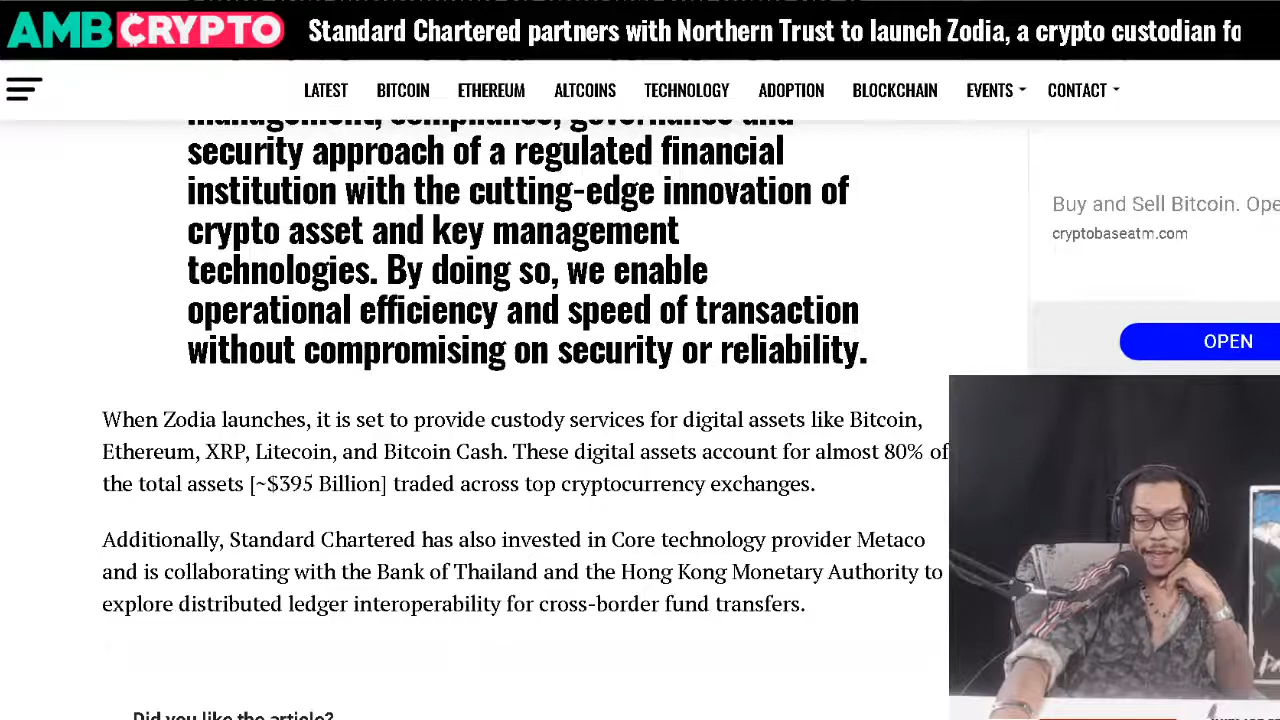 AMBCRYPTO
Standard Chartered partners with Northern Trust to launch Zodia, a crypto custodian fo
LATEST BITCOIN ETHEREUM ALTCOINS TECHNOLOGY ADOPTION BLOCKCHAIN EVENTS CONTACT
management, compliance, governance and
security approach of a regulated financial
institution with the cutting-edge innovation of
crypto asset and key management
technologies. By doing so, we enable
operational efficiency and speed of transaction
without compromising on security or reliability.
Buy and Sell Bitcoin. Ope
cryptobaseatm.com
OPEN
When Zodia launches, it is set to provide custody services for digital assets like Bitcoin,
Ethereum, XRP, Litecoin, and Bitcoin Cash. These digital assets account for almost 80% of
the total assets [~$395 Billion] traded across top cryptocurrency exchanges.
Additionally, Standard Chartered has also invested in Core technology provider Metaco
and is collaborating with the Bank of Thailand and the Hong Kong Monetary Authority to
explore distributed ledger interoperability for cross-border fund transfers.
Did you like the article?